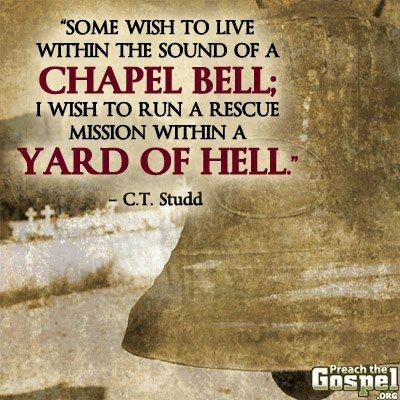 “SOME WISH TO LIVE
WITHIN THE SOUND OF A
CHAPEL BELL;
I WISH TO RUN A RESCUE
MISSION WITHIN A
YARD OF HELL.”
– C.T. Studd
Preach the
Gospel
.ORG